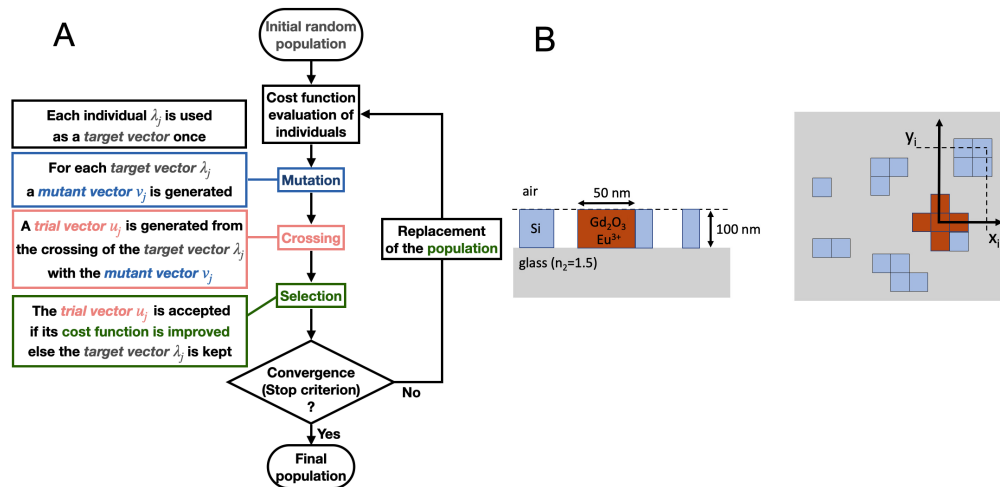 A
Initial random
population
Cost function
evaluation of
individuals
Each individual λj is used
as a target vector once
For each target vector λj
a mutant vector vj is generated
Mutation
A trial vector uj is generated from
the crossing of the target vector λj
with the mutant vector vj
Crossing
Replacement
of the population
The trial vector uj is accepted
if its cost function is improved
else the target vector λj is kept
Selection
Convergence
(Stop criterion)
?
No
Yes
Final
population
B
air
50 nm
Si
Gd2O3
Eu3+
100 nm
glass (n2=1.5)
yi
xi